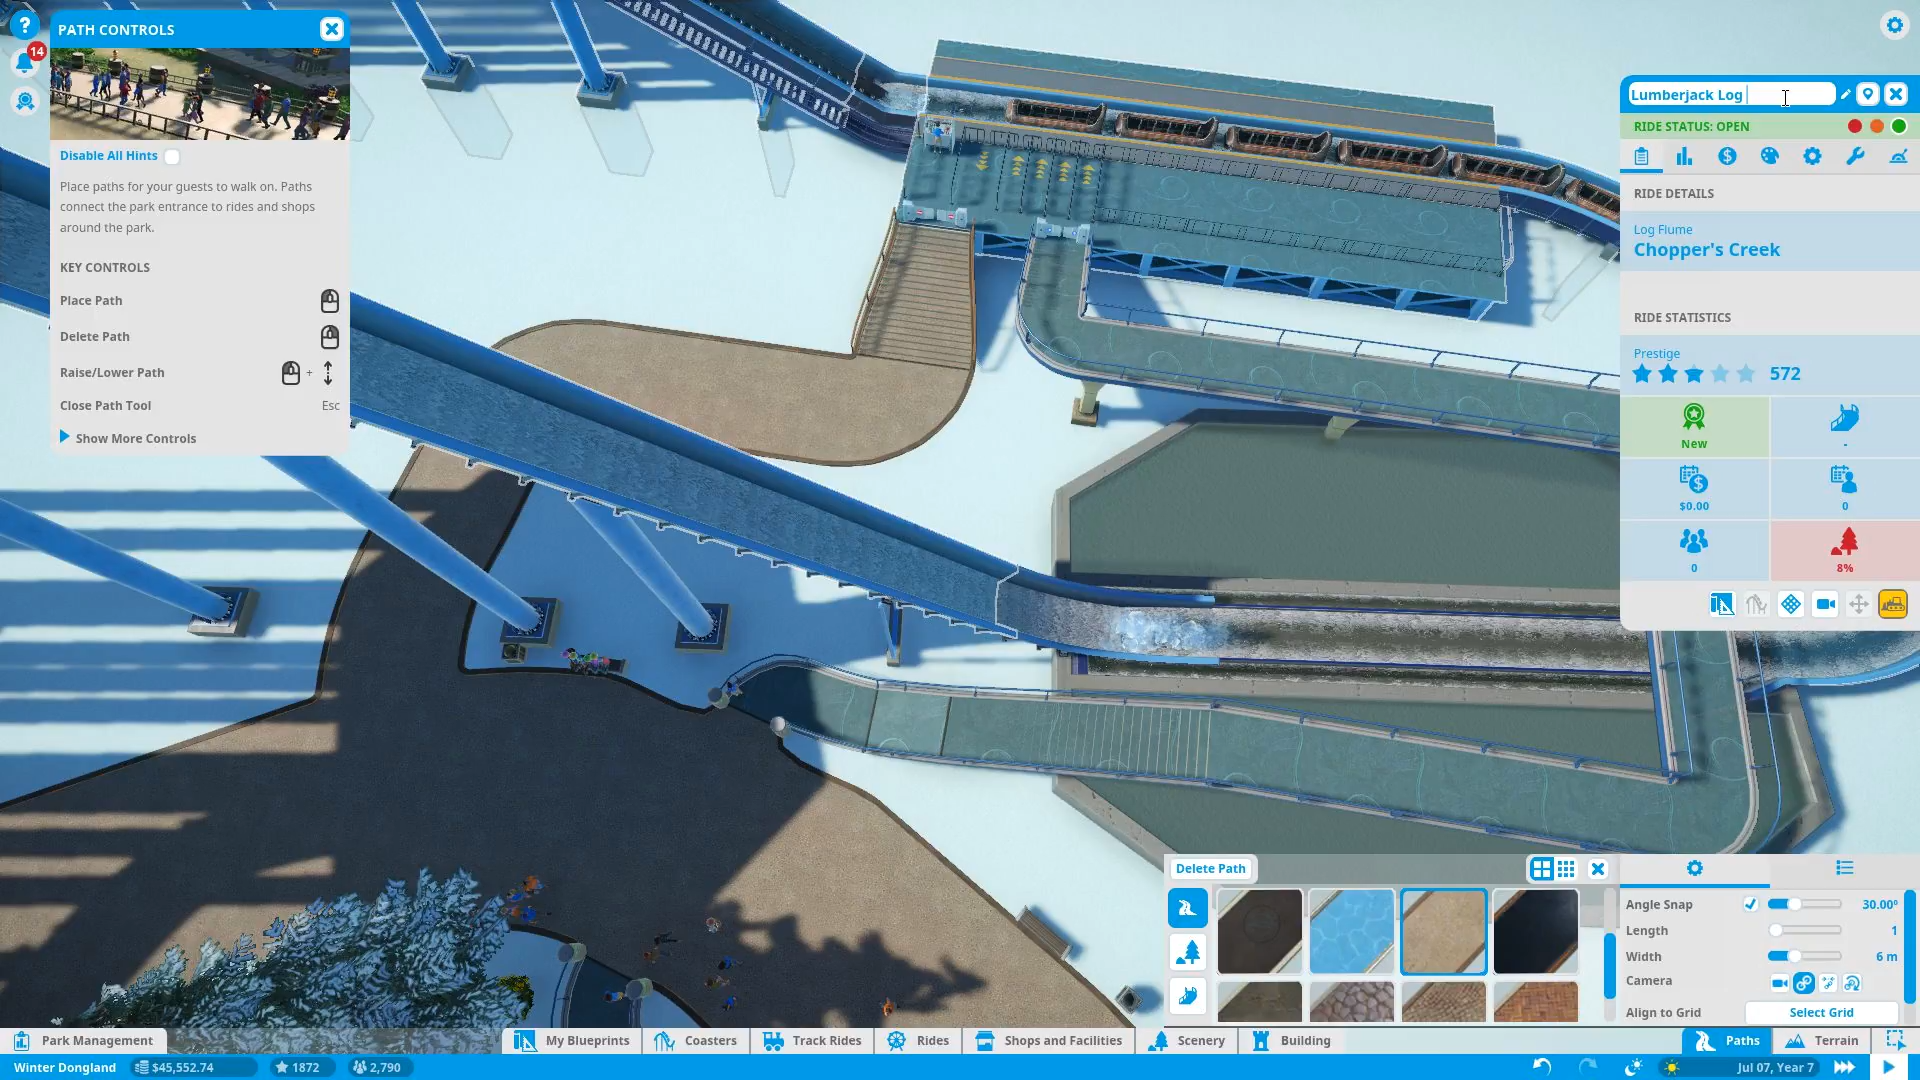 PATH CONTROLS
14
Disable All Hints
Place paths for your guests to walk on. Paths
connect the park entrance to rides and shops
around the park.
KEY CONTROLS
Place Path
Delete Path
Raise/Lower Path +
Close Path Tool Esc
Show More Controls
Lumberjack Log
RIDE STATUS: OPEN
RIDE DETAILS
Log Flume
Chopper's Creek
RIDE STATISTICS
Prestige
572
New -
$0.00 0
0 8%
Delete Path
Angle Snap 30.00°
Length 1
Width 6 m
Camera
Align to Grid Select Grid
Park Management My Blueprints Coasters Track Rides Rides Shops and Facilities Scenery Building Paths Terrain
Winter Dongland $45,552.74 1872 2,790 Jul 07, Year 7